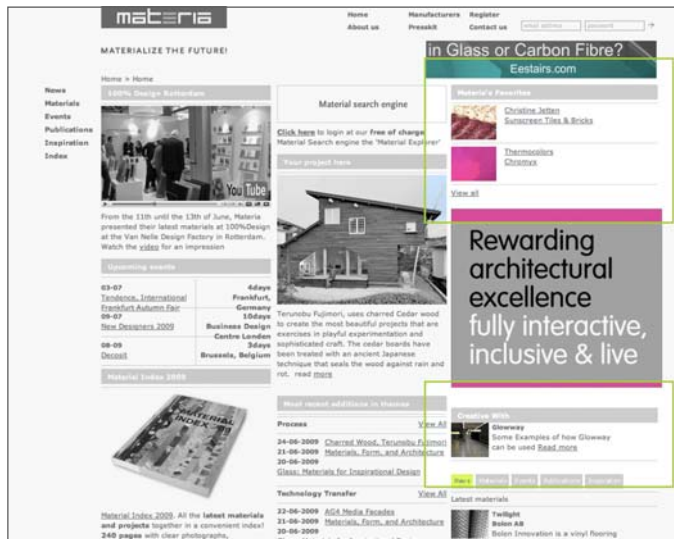 materia
Home Manufacturers Register
About us Presskit Contact us
email address password
MATERIALIZE THE FUTURE!
in Glass or Carbon Fibre?
Eestairs.com
Home > Home
News
Materials
Events
Publications
Inspiration
Index
100% Design Rotterdam
You Tube
From the 11th until the 13th of June, Materia
presented their latest materials at 100%Design
at the Van Nelle Design Factory in Rotterdam.
Watch the video for an impression
Upcoming events
03-07 4days
Tendence, International Frankfurt,
Frankfurt Autumn Fair Germany
09-07 10days
New Designers 2009 Business Design
Centre London
08-09 3days
Decosit Brussels, Belgium
Material Index 2009
MATERIAL
INDEX
Material Index 2009. All the latest materials
and projects together in a convenient index!
240 pages with clear photographs,
Material search engine
Click here to login at our free of charge
Material Search engine the 'Material Explorer'
Your project here
Terunobu Fujimori, uses charred Cedar wood
to create the most beautiful projects that are
exercises in playful experimentation and
sophisticated craft. The cedar boards have
been treated with an ancient Japanese
technique that seals the wood against rain and
rot. read more
Most recent additions in themes
Process View All
24-06-2009 Charred Wood, Terunobu Fujimori
21-06-2009 Materials, Form, and Architecture
20-06-2009
Glass: Materials for Inspirational Design
Technology Transfer View All
22-06-2009 AG4 Media Facades
21-06-2009 Materials, Form, and Architecture
20-06-2009
Materia's Favorites
Christine Jetten
Sunscreen Tiles & Bricks
Thermocolors
Chromyx
View all
Rewarding
architectural
excellence
fully interactive,
inclusive & live
Creative With
Glowway
Some Examples of how Glowway
can be used Read more
News Materials Events Publications Inspiration
Latest materials
Twilight
Bolon AB
Bolon Innovation is a vinyl flooring